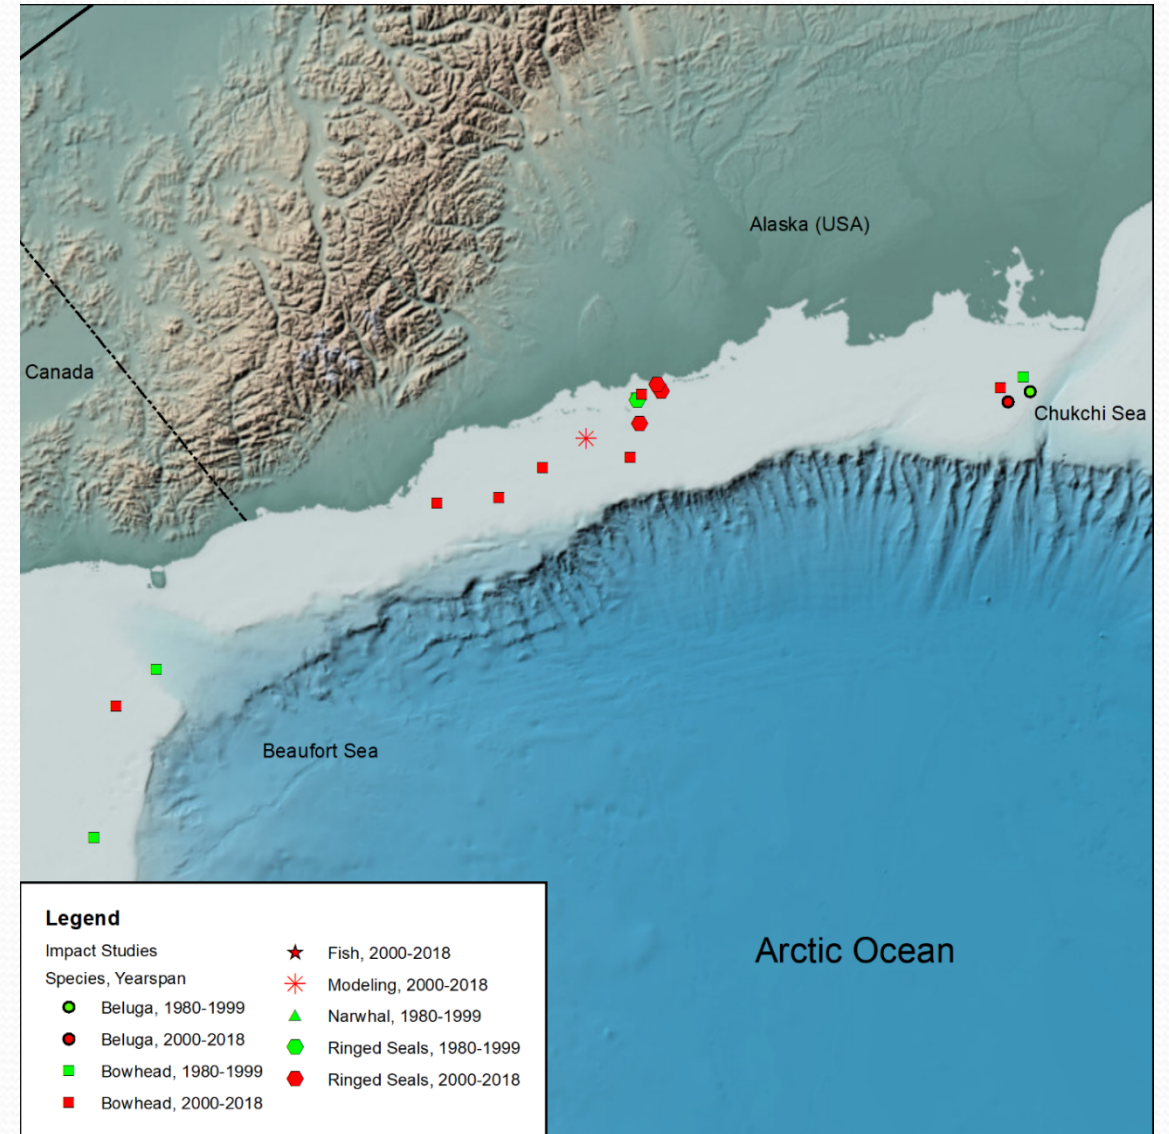 Alaska (USA)
Canada
Chukchi Sea
Beaufort Sea
Arctic Ocean
Legend
Impact Studies
Species, Yearspan
Beluga, 1980-1999
Beluga, 2000-2018
Bowhead, 1980-1999
Bowhead, 2000-2018
Fish, 2000-2018
Modeling, 2000-2018
Narwhal, 1980-1999
Ringed Seals, 1980-1999
Ringed Seals, 2000-2018